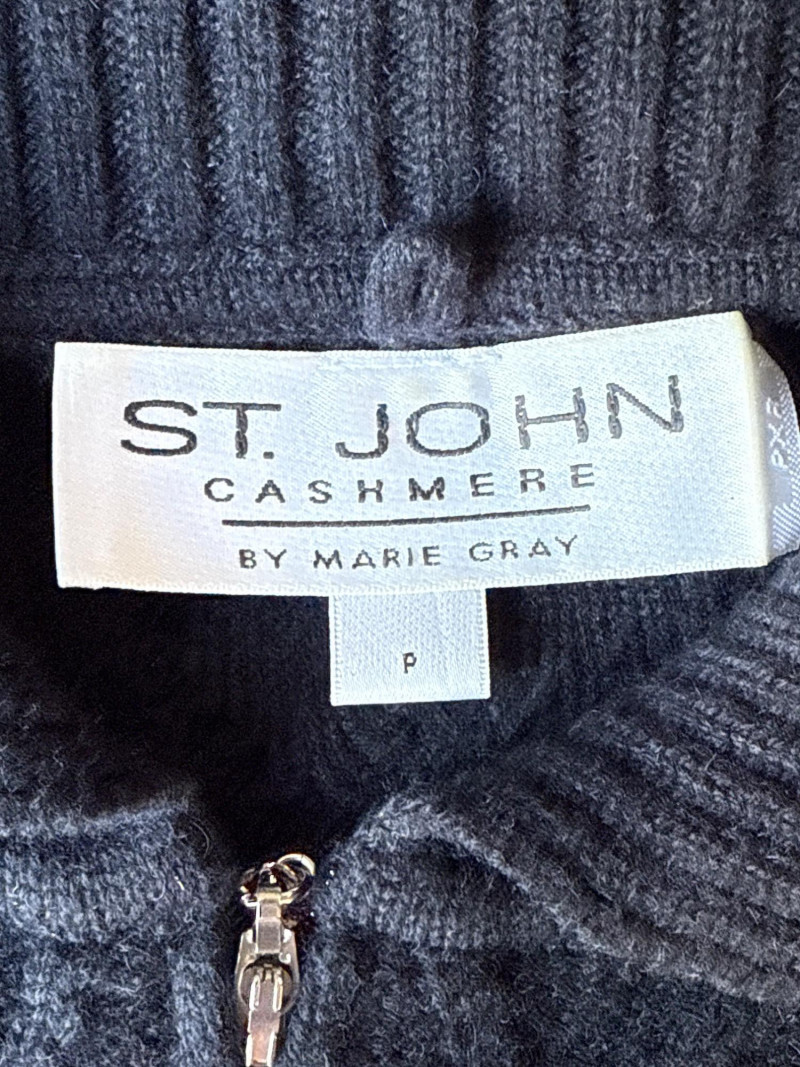 ST. JOHN
CASHMERE
BY MARIE GRAY
P